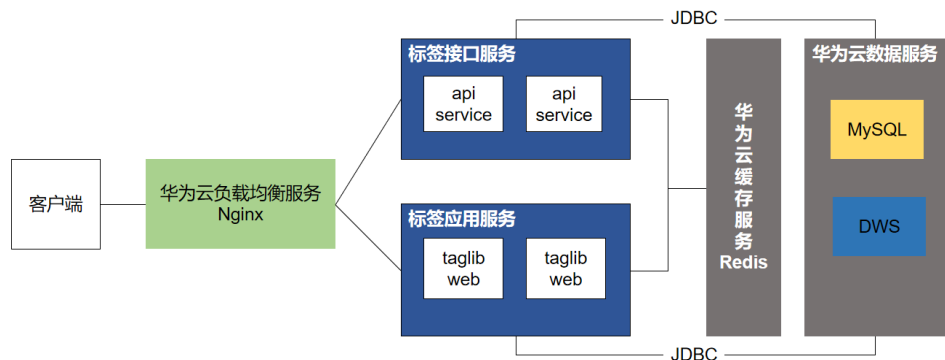 JDBC
标签接口服务
api
service
api
service
华为云数据服务
MySQL
DWS
华为云缓存服务
Redis
客户端
华为云负载均衡服务
Nginx
标签应用服务
taglib
web
taglib
web
JDBC